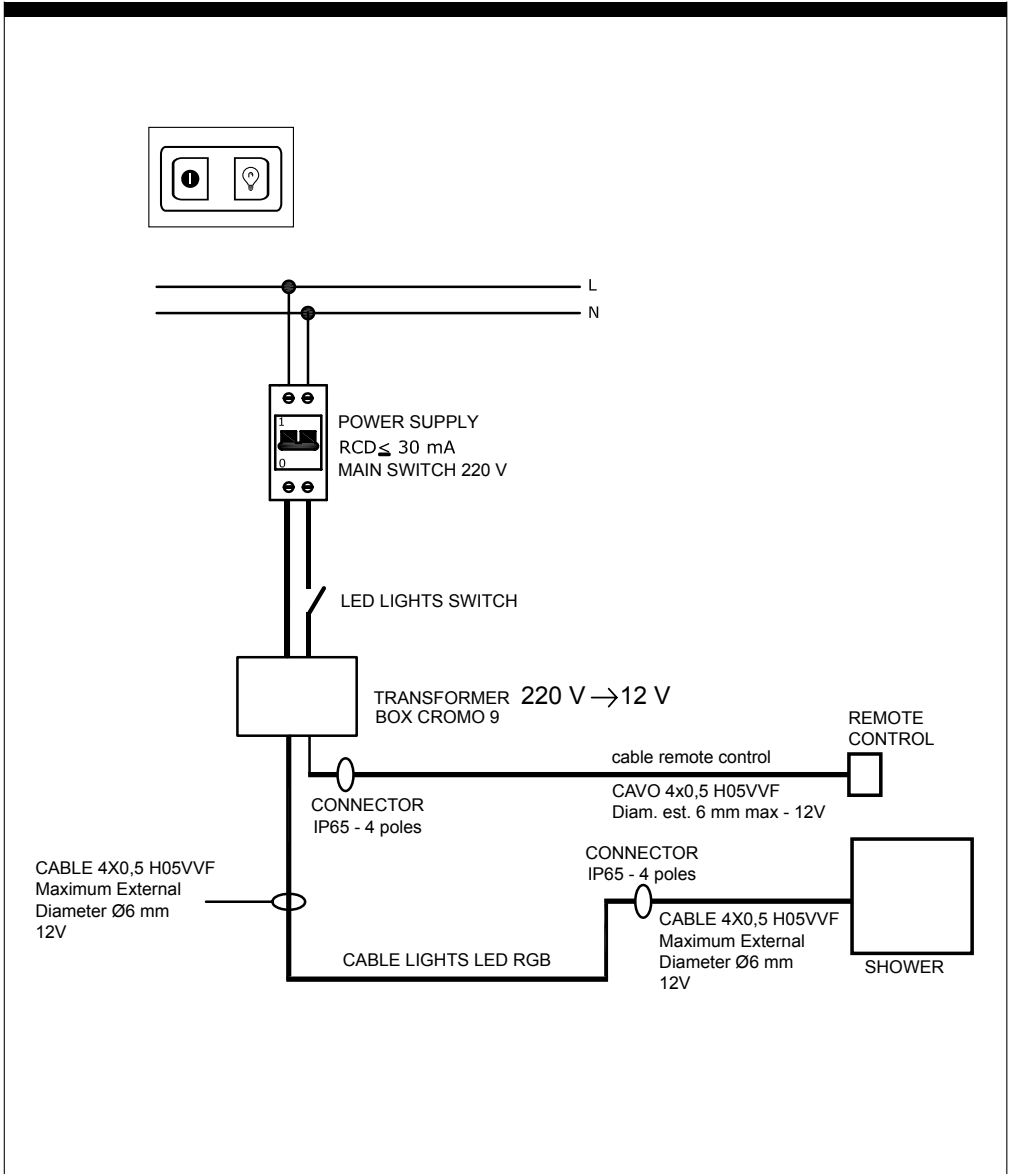 L
N
1
0
POWER SUPPLY
RCD≤ 30 mA
MAIN SWITCH 220 V
LED LIGHTS SWITCH
TRANSFORMER 220 V →12 V
BOX CROMO 9
REMOTE
CONTROL
cable remote control
CAVO 4x0,5 H05VVF
Diam. est. 6 mm max - 12V
CONNECTOR
IP65 - 4 poles
CONNECTOR
IP65 - 4 poles
CABLE 4X0,5 H05VVF
Maximum External
Diameter Ø6 mm
12V
CABLE 4X0,5 H05VVF
Maximum External
Diameter Ø6 mm
12V
CABLE LIGHTS LED RGB
SHOWER